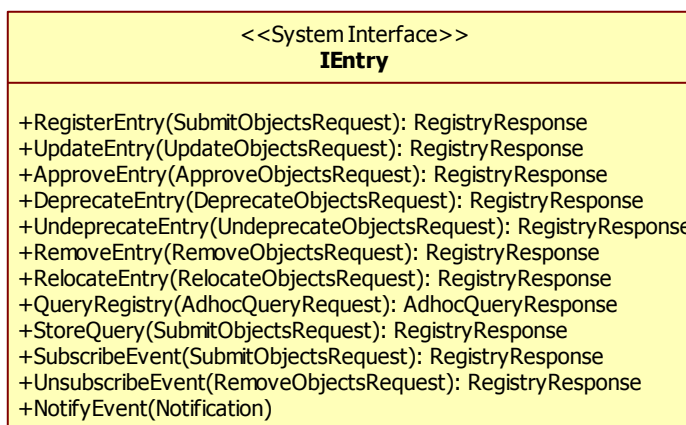 <<System Interface>>
IEntry
+RegisterEntry(SubmitObjectsRequest): RegistryResponse
+UpdateEntry(UpdateObjectsRequest): RegistryResponse
+ApproveEntry(ApproveObjectsRequest): RegistryResponse
+DeprecateEntry(DeprecateObjectsRequest): RegistryResponse
+UndeprecateEntry(UndeprecateObjectsRequest): RegistryResponse
+RemoveEntry(RemoveObjectsRequest): RegistryResponse
+RelocateEntry(RelocateObjectsRequest): RegistryResponse
+QueryRegistry(AdhocQueryRequest): AdhocQueryResponse
+StoreQuery(SubmitObjectsRequest): RegistryResponse
+SubscribeEvent(SubmitObjectsRequest): RegistryResponse
+UnsubscribeEvent(RemoveObjectsRequest): RegistryResponse
+NotifyEvent(Notification)